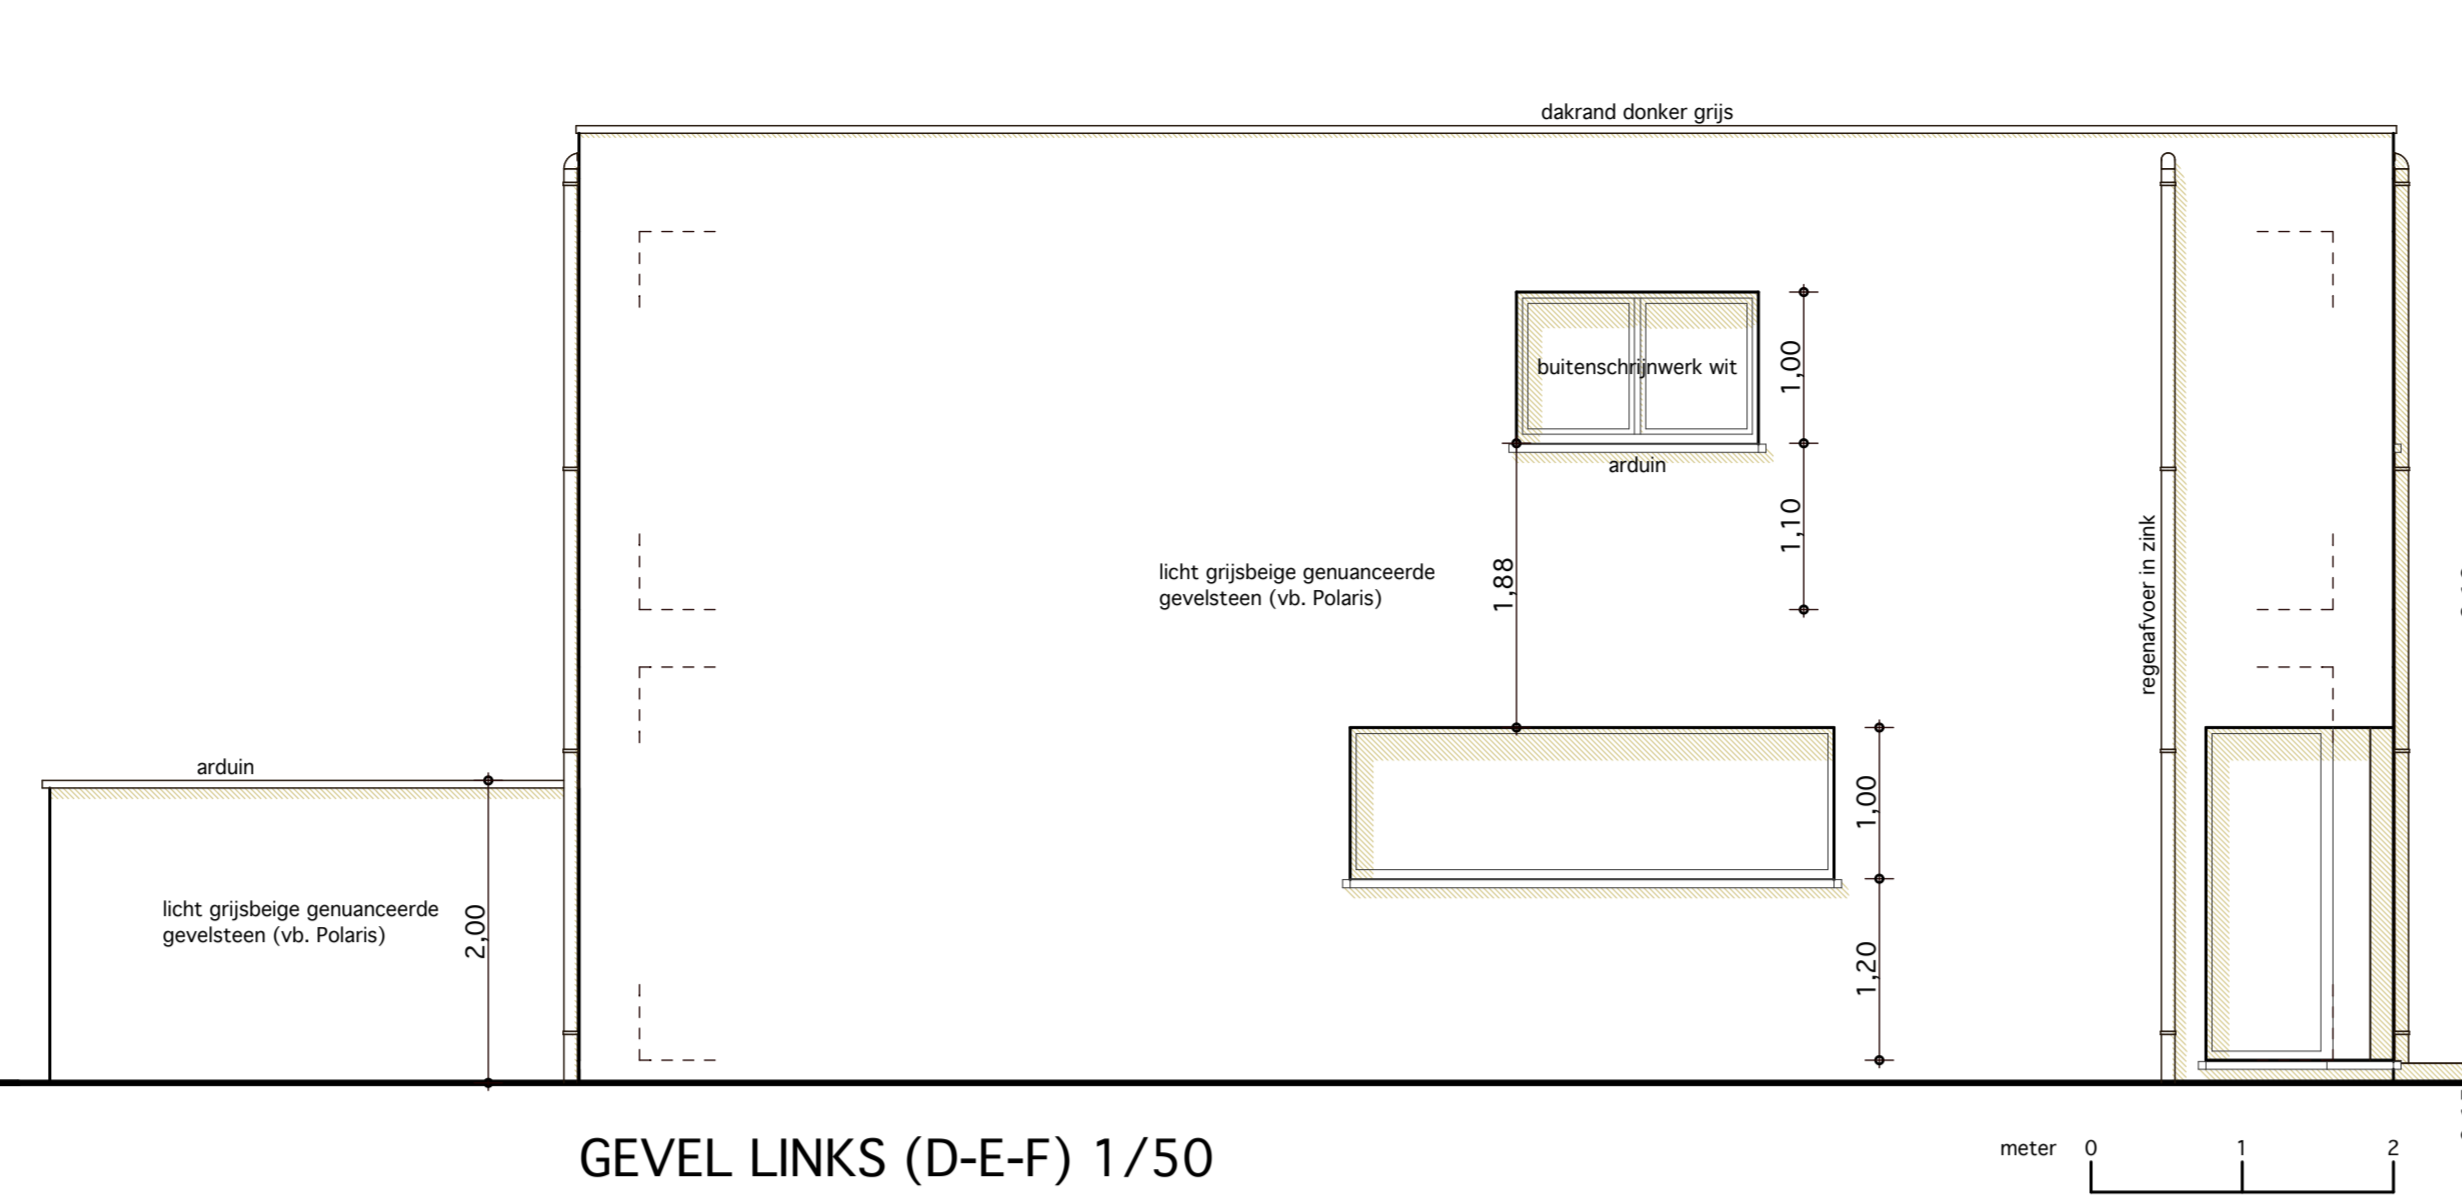 dakrand donker grijs
buitenschrijnwerk wit
1,00
arduin
1,10
licht grijsbeige genuanceerde
gevelsteen (vb. Polaris)
1,88
regenafvoer in zink
arduin
1,00
licht grijsbeige genuanceerde
gevelsteen (vb. Polaris)
2,00
1,20
GEVEL LINKS (D-E-F) 1/50
meter 0 1 2